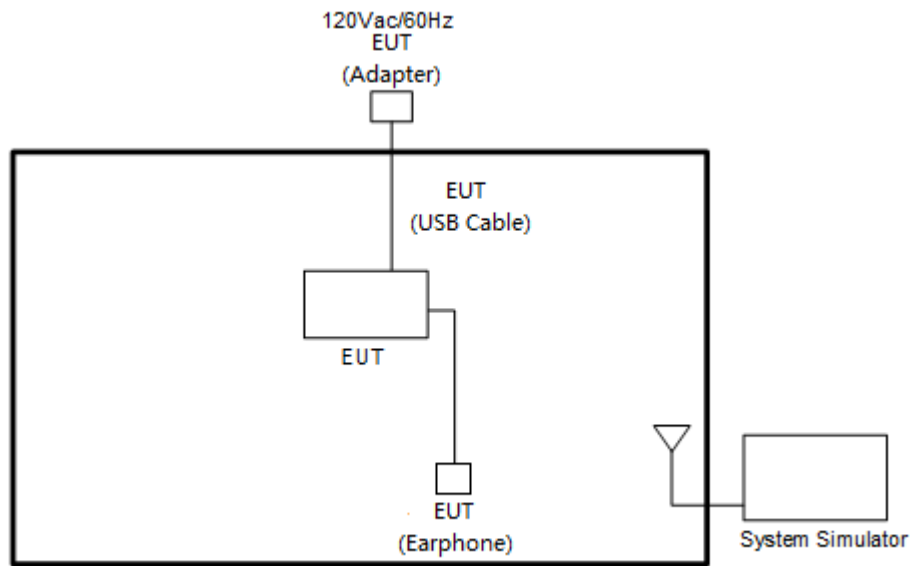 120Vac/60Hz
EUT
(Adapter)
EUT
(USB Cable)
EUT
EUT
(Earphone)
System Simulator